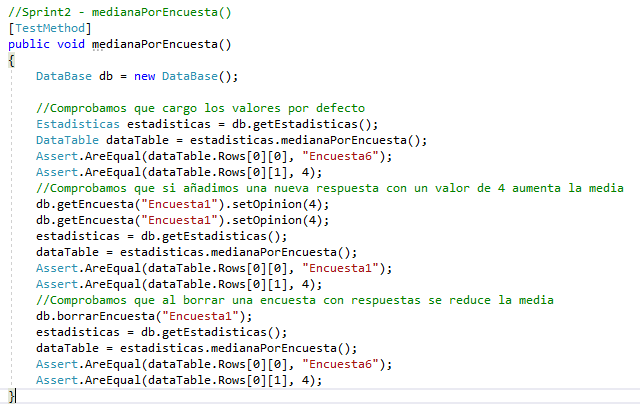 //Sprint2 - medianaPorEncuesta()
[TestMethod]
public void medianaPorEncuesta()
{
DataBase db = new DataBase();
//Comprobamos que cargo los valores por defecto
Estadisticas estadisticas = db.getEstadisticas();
DataTable dataTable = estadisticas.medianaPorEncuesta();
Assert.AreEqual(dataTable.Rows[0][0], "Encuesta6");
Assert.AreEqual(dataTable.Rows[0][1], 4);
//Comprobamos que si añadimos una nueva respuesta con un valor de 4 aumenta la media
db.getEncuesta("Encuesta1").setOpinion(4);
db.getEncuesta("Encuesta1").setOpinion(4);
estadisticas = db.getEstadisticas();
dataTable = estadisticas.medianaPorEncuesta();
Assert.AreEqual(dataTable.Rows[0][0], "Encuesta1");
Assert.AreEqual(dataTable.Rows[0][1], 4);
//Comprobamos que al borrar una encuesta con respuestas se reduce la media
db.borrarEncuesta("Encuesta1");
estadisticas = db.getEstadisticas();
dataTable = estadisticas.medianaPorEncuesta();
Assert.AreEqual(dataTable.Rows[0][0], "Encuesta6");
Assert.AreEqual(dataTable.Rows[0][1], 4);
}